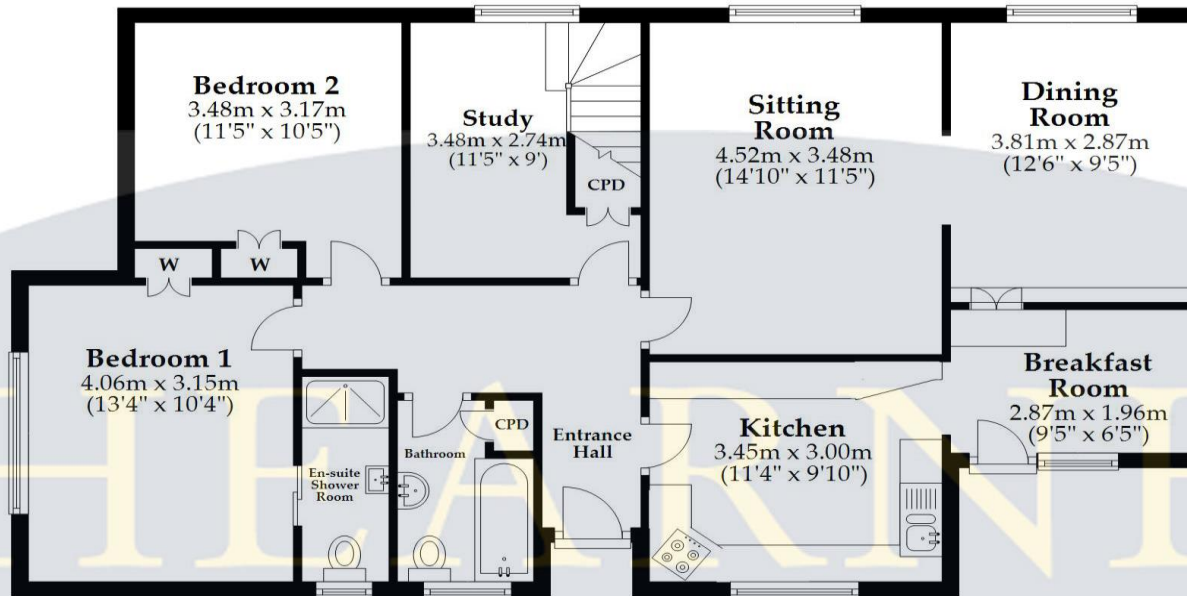 Bedroom 2
3.48m x 3.17m
(11'5" x 10'5")
Study
3.48m x 2.74m
(11'5" x 9')
CPD
Sitting
Room
4.52m x 3.48m
(14'10" x 11'5")
Dining
Room
3.81m x 2.87m
(12'6" x 9'5")
W
W
Bedroom 1
4.06m x 3.15m
(13'4" x 10'4")
En-suite
Shower
Room
Bathroom
CPD
Entrance
Hall
Kitchen
3.45m x 3.00m
(11'4" x 9'10")
Breakfast
Room
2.87m x 1.96m
(9'5" x 6'5")
HEARNE